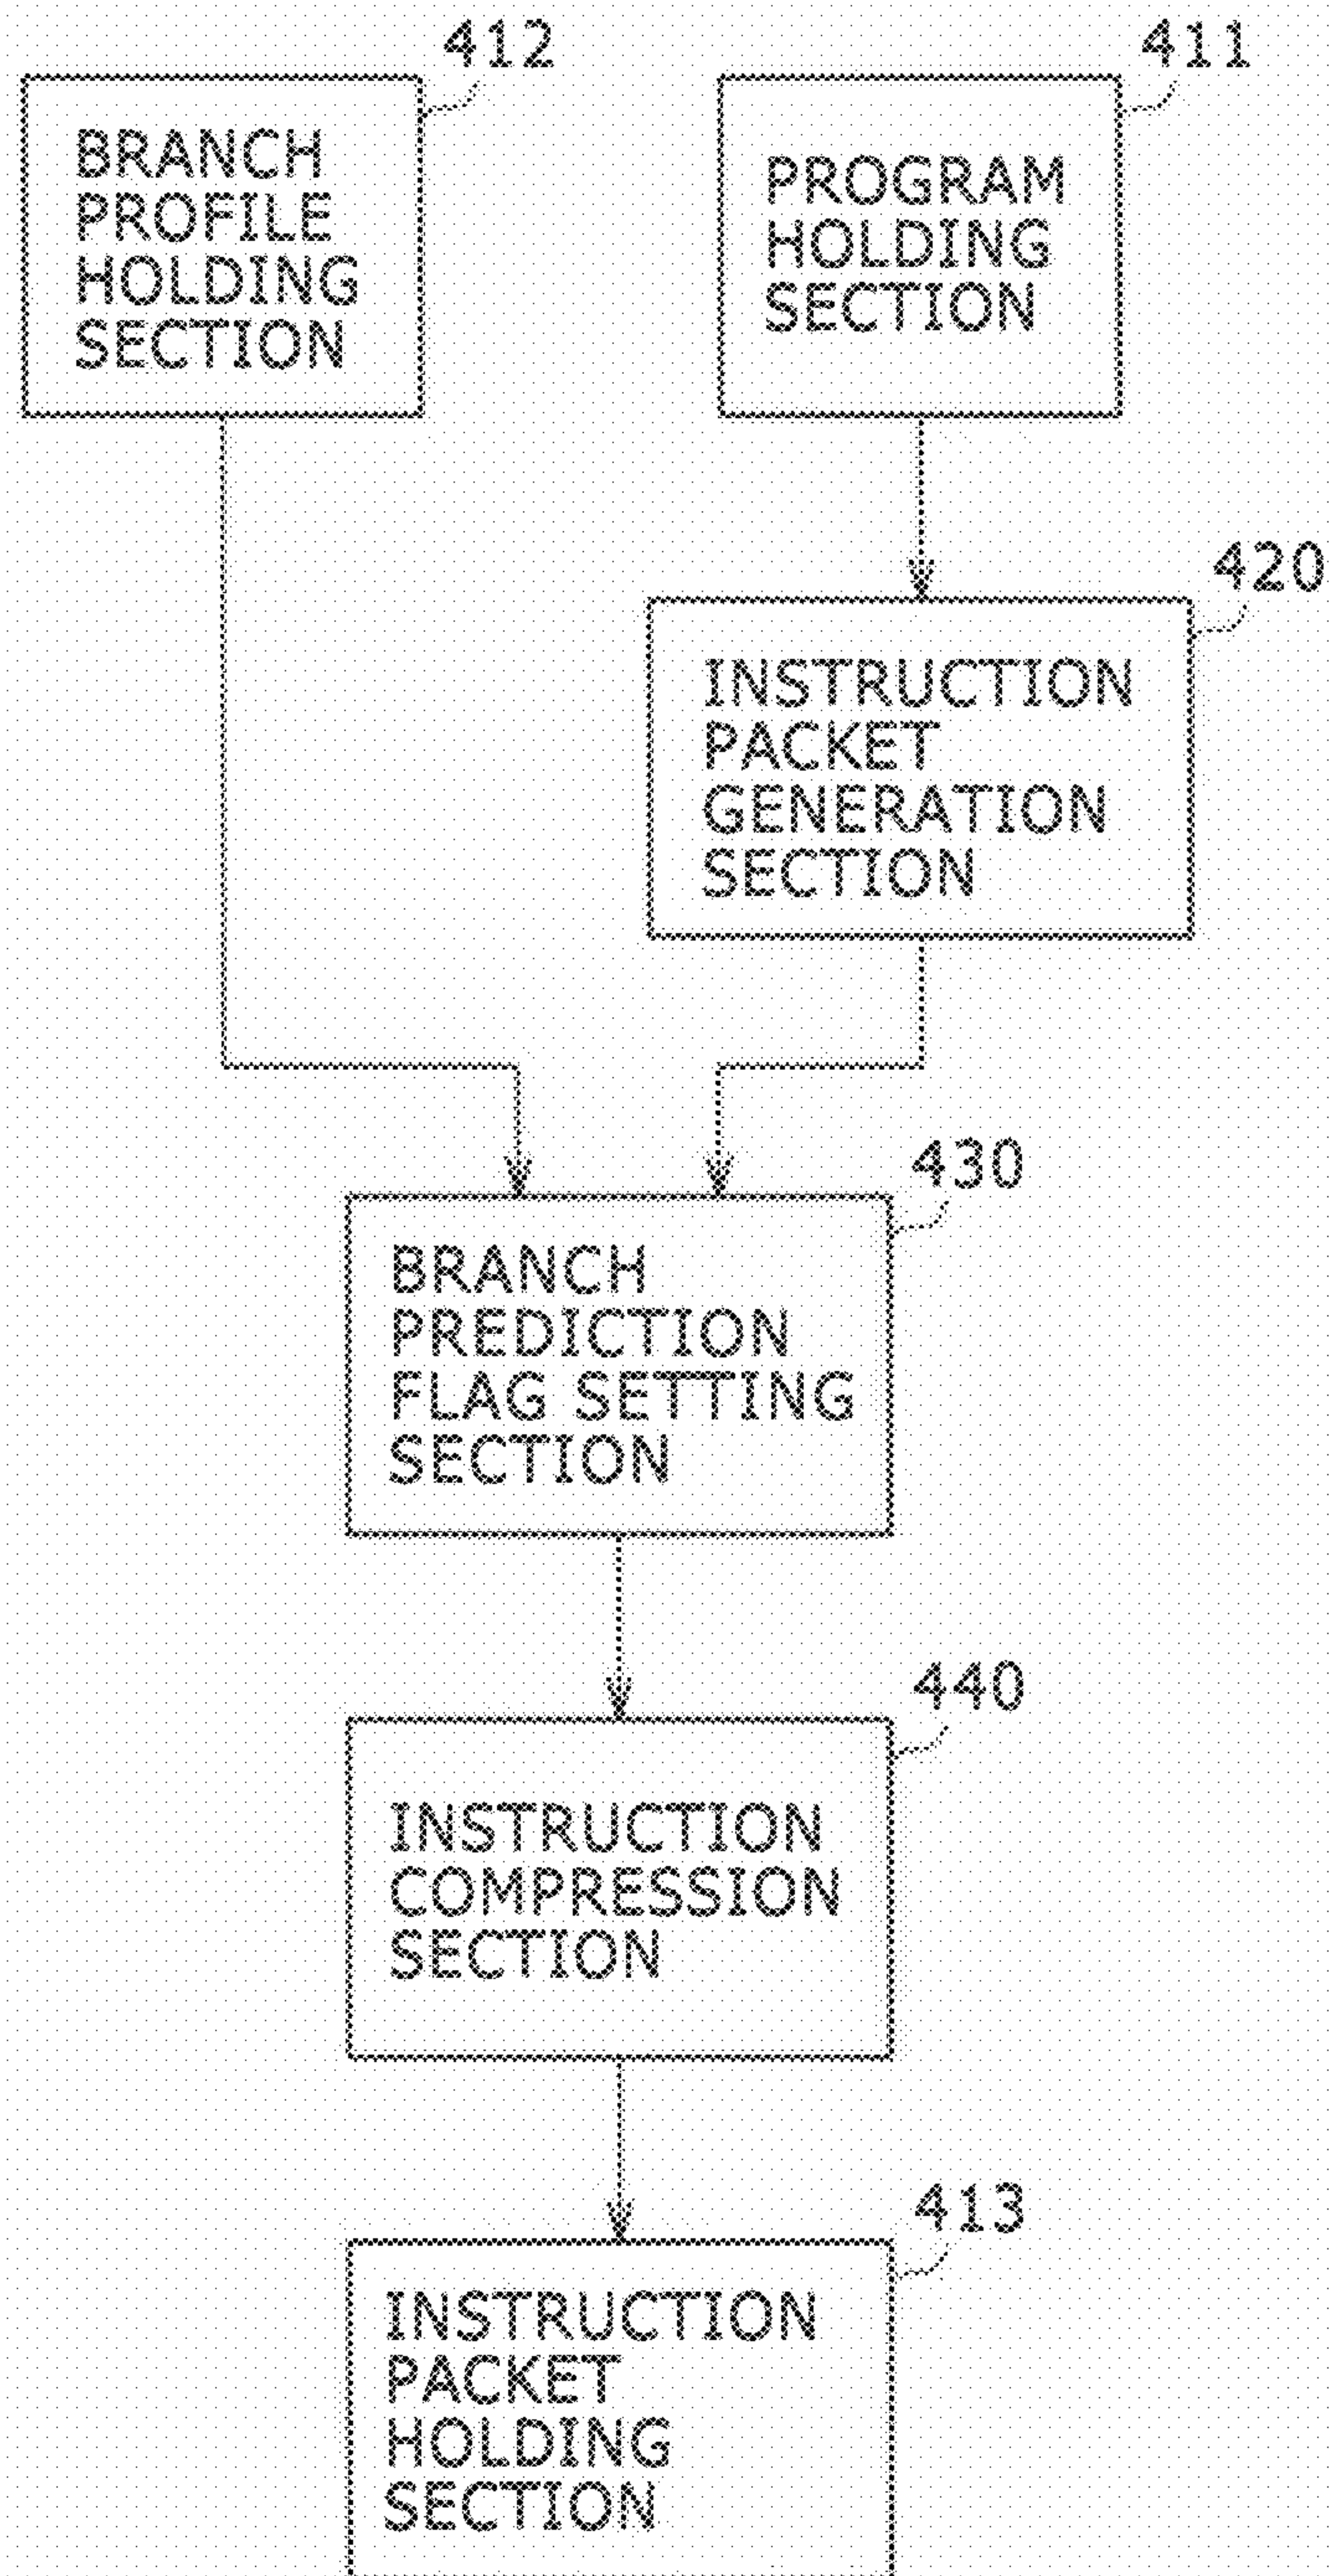 412
BRANCH
PROFILE
HOLDING
SECTION
411
PROGRAM
HOLDING
SECTION
420
INSTRUCTION
PACKET
GENERATION
SECTION
430
BRANCH
PREDICTION
FLAG SETTING
SECTION
440
INSTRUCTION
COMPRESSION
SECTION
413
INSTRUCTION
PACKET
HOLDING
SECTION